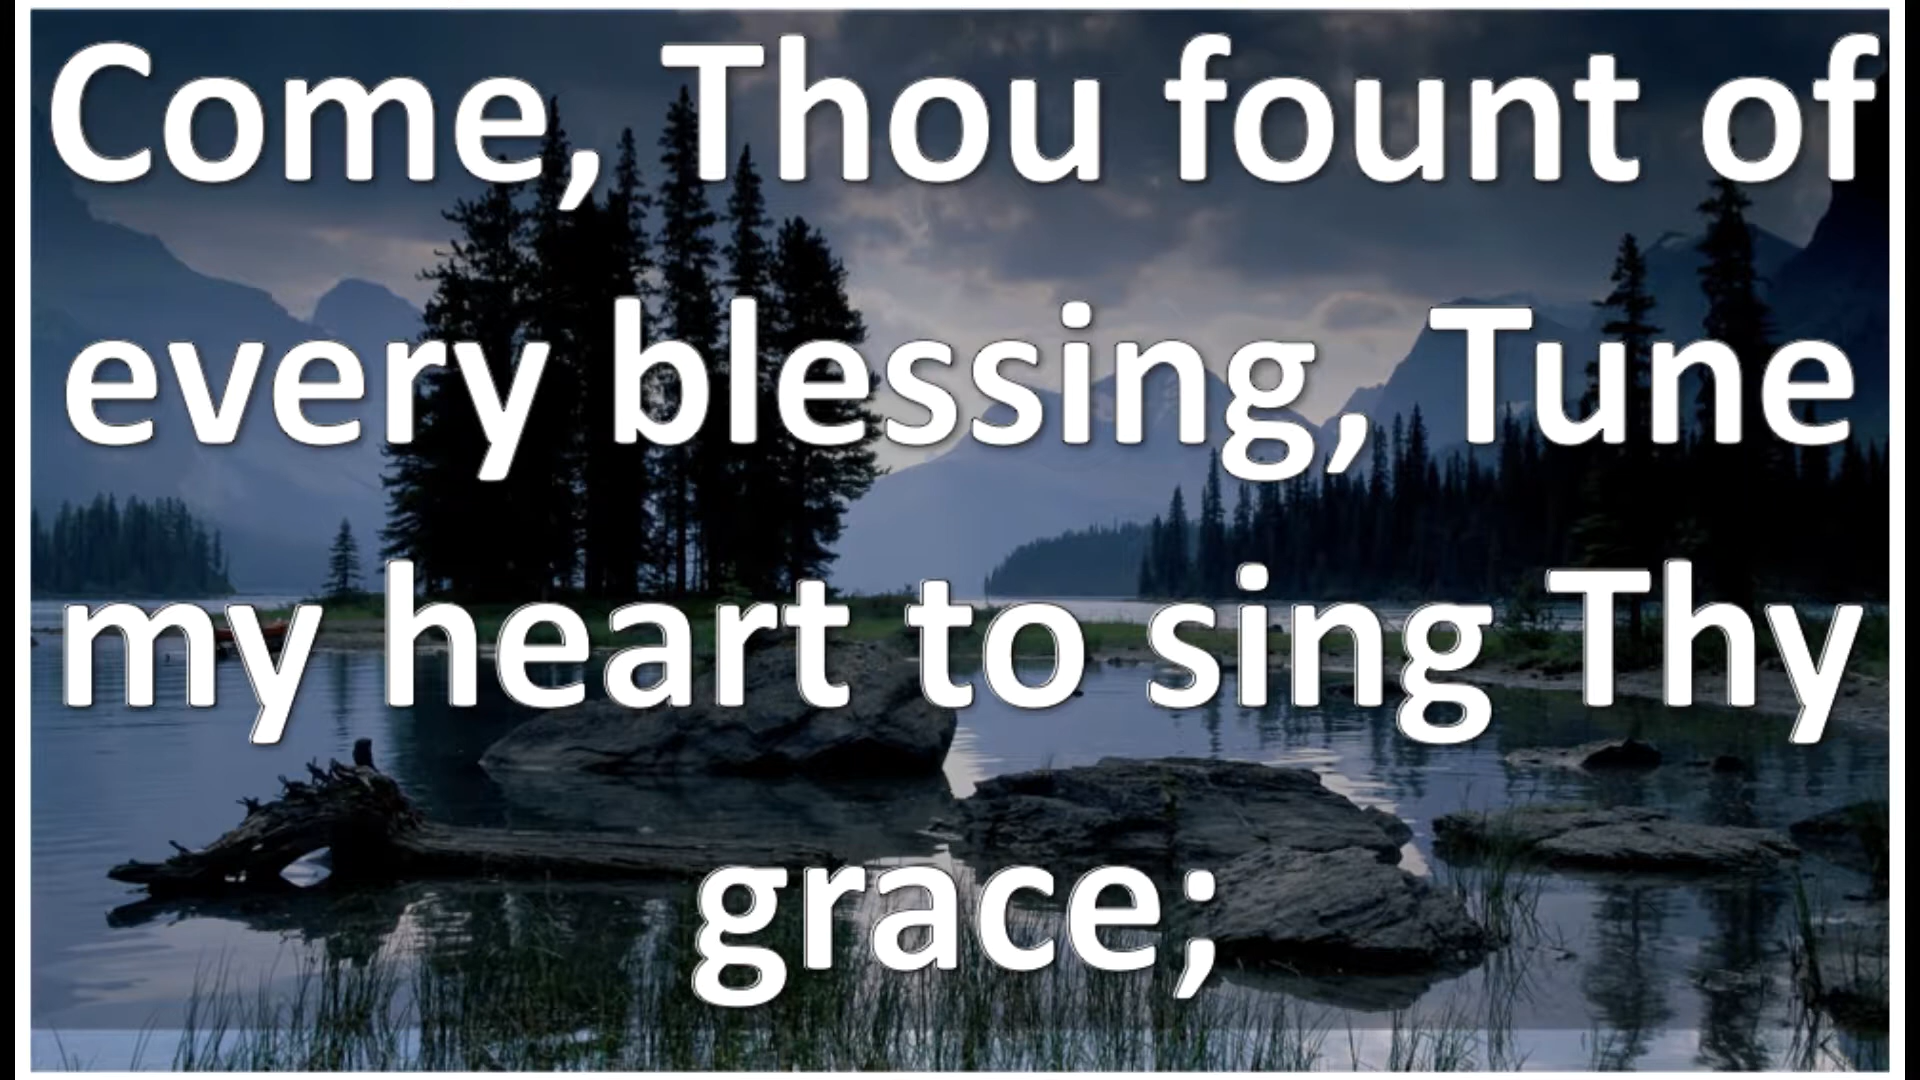 Come, Thou fount of
every blessing, Tune
my heart to sing Thy
grace;